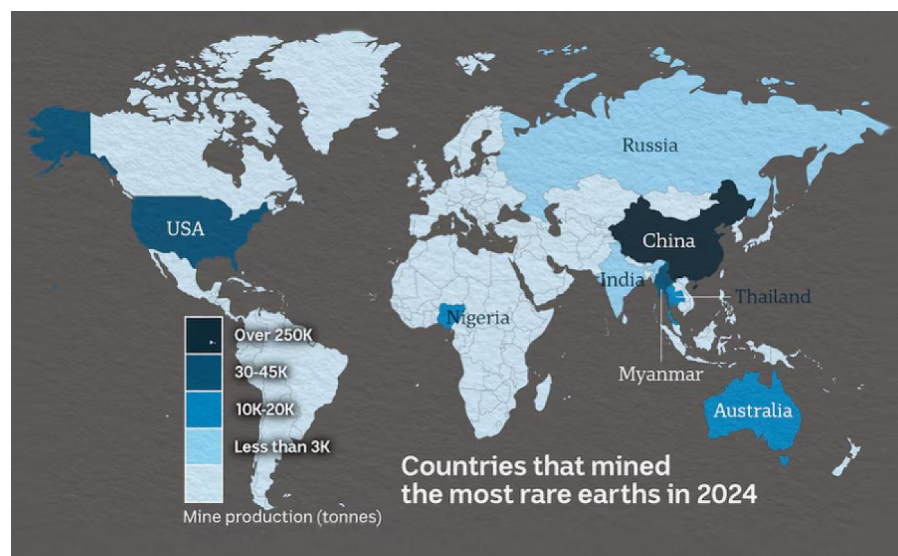 Russia
USA
China
India
Thailand
Nigeria
Myanmar
Australia
Over 250K
30-45K
10K-20K
Less than 3K
Mine production (tonnes)
Countries that mined
the most rare earths in 2024